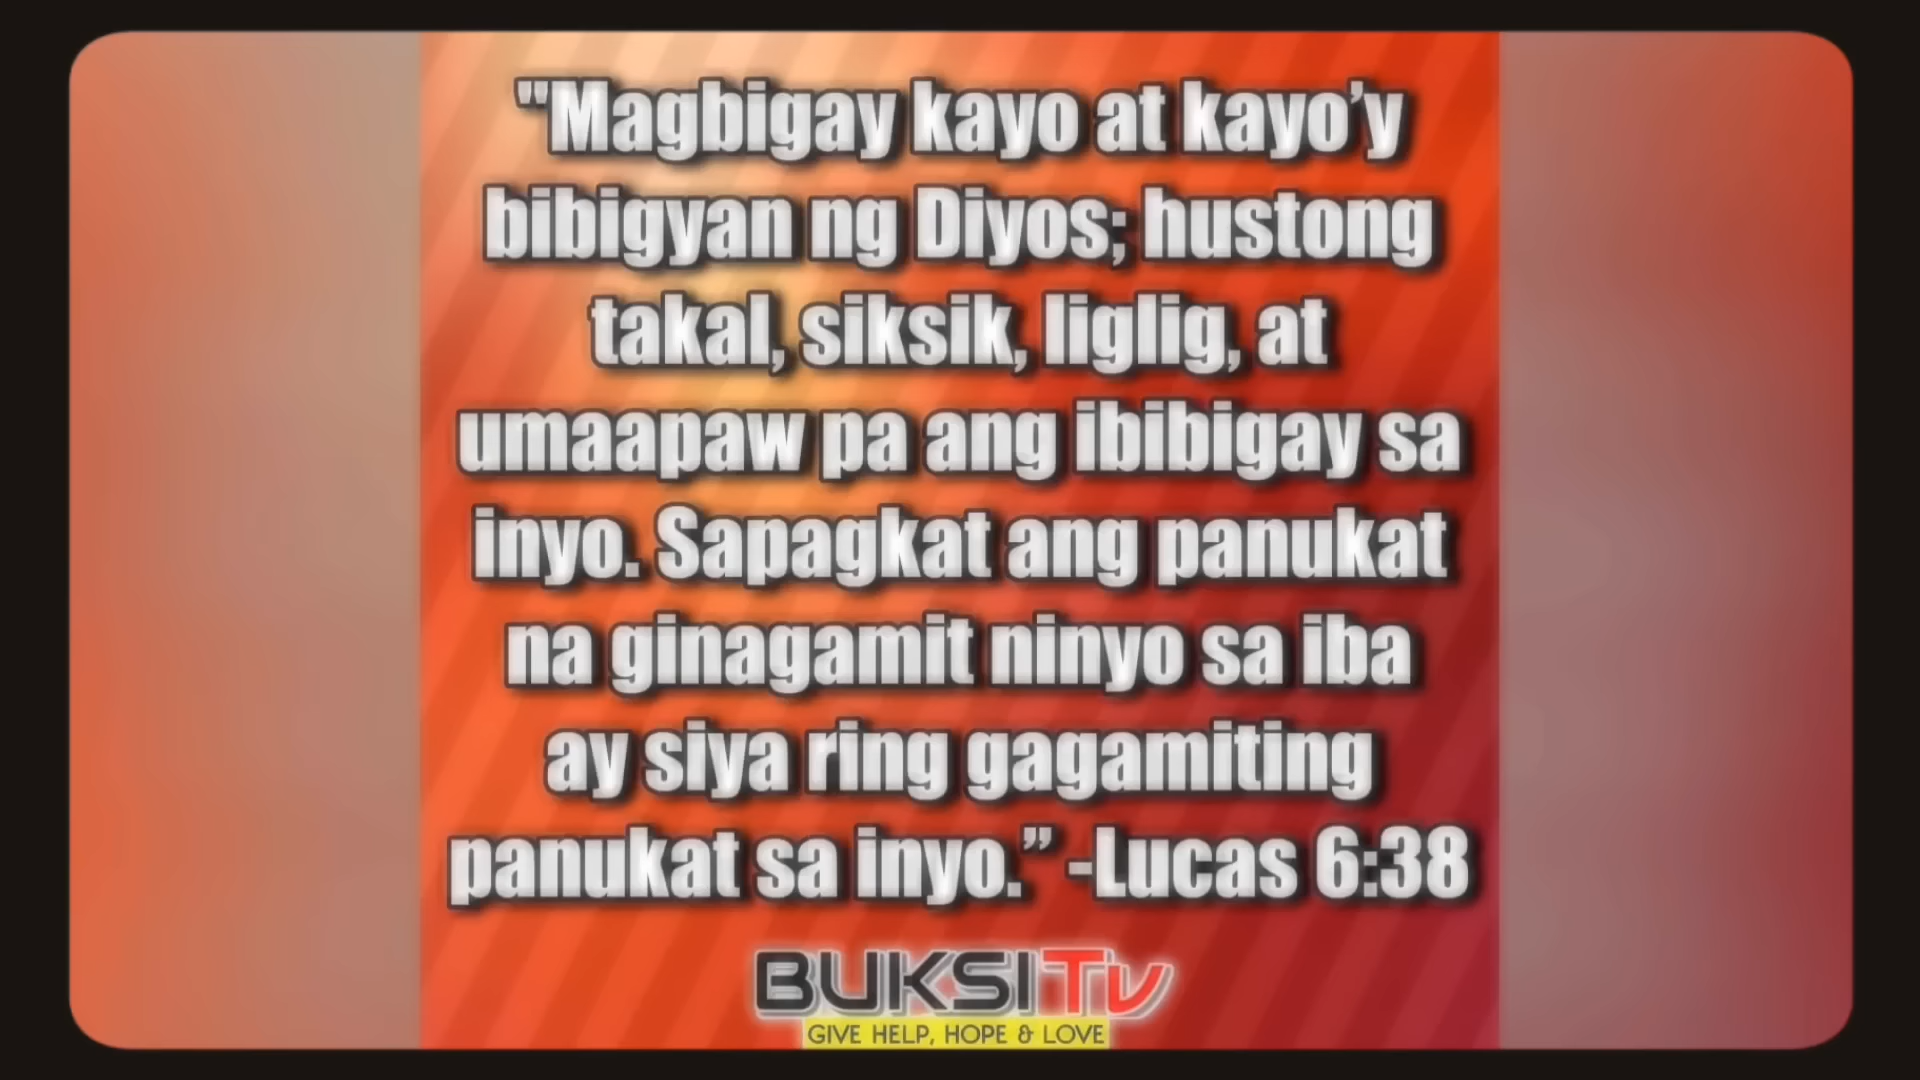 "Magbigay kayo at kayo’y
bibigyan ng Diyos; hustong
takal, siksik, liglig, at
umaapaw pa ang ibibigay sa
inyo. Sapagkat ang panukat
na ginagamit ninyo sa iba
ay siya ring gagamiting
panukat sa inyo.” -Lucas 6:38
BUKSI TV
GIVE HELP, HOPE & LOVE